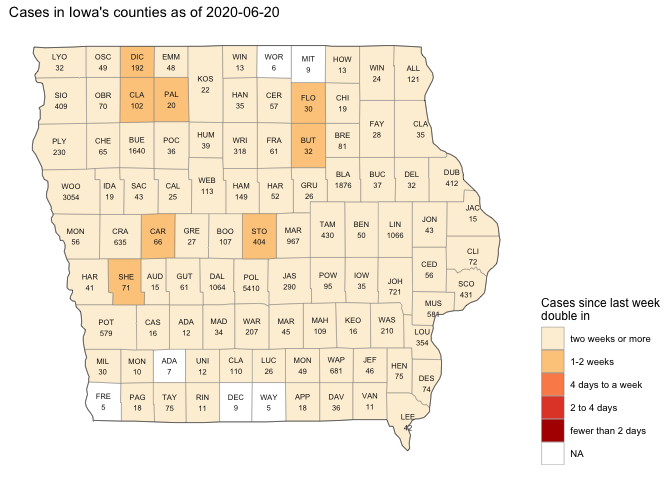 Cases in Iowa's counties as of 2020-06-20
LYO OSC DIC EMM WIN WOR MIT HOW WIN ALL
32 49 192 48 13 6 9 13 24 121
KOS
22
SIO OBR CLA PAL HAN CER FLO CHI
409 70 102 20 35 57 30 19
FAY CLA
28 35
PLY CHE BUE POC HUM WRI FRA BUT BRE
230 65 1640 36 39 318 61 32 81
WOO IDA SAC CAL WEB HAM HAR GRU BLA BUC DEL DUB
3054 19 43 25 113 149 52 26 1876 37 32 412
JAC
15
MON CRA CAR GRE BOO STO MAR TAM BEN LIN JON
56 635 66 27 107 404 967 430 50 1066 43
CLI
72
HAR SHE AUD GUT DAL POL JAS POW IOW JOH CED SCO
41 71 15 61 1064 5410 290 95 35 721 56 431
MUS
581
POT CAS ADA MAD WAR MAR MAH KEO WAS LOU
579 16 12 34 207 45 109 16 210 354
MIL MON ADA UNI CLA LUC MON WAP JEF HEN DES
30 10 7 12 110 26 49 681 46 75 74
FRE PAG TAY RIN DEC WAY APP DAV VAN LEE
5 18 75 11 9 5 18 36 11 42
Cases since last week
double in
two weeks or more
1-2 weeks
4 days to a week
2 to 4 days
fewer than 2 days
NA